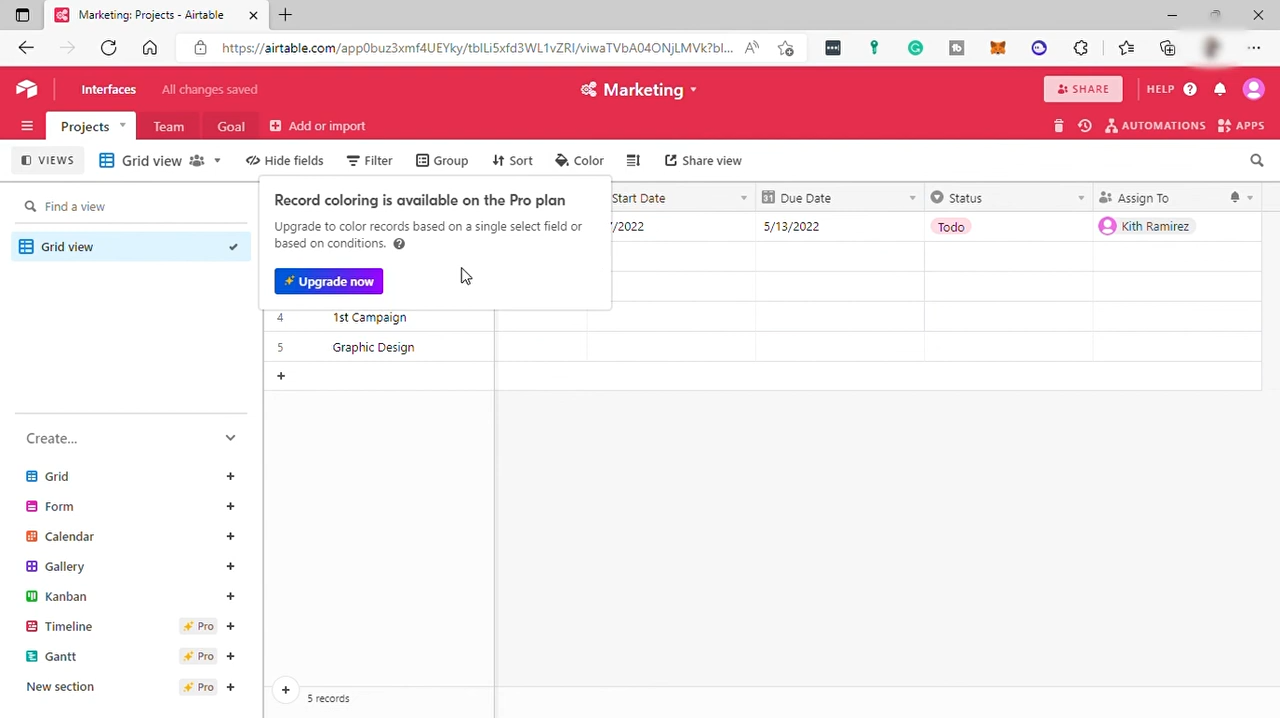 Marketing: Projects - Airtable
https://airtable.com/app0buz3xmf4UEYky/tblLi5xfd3WL1vZRI/viwaTVbA04ONjLMVk?bl...
Interfaces
All changes saved
Marketing
SHARE
HELP
Projects
Team
Goal
Add or import
AUTOMATIONS
APPS
VIEWS
Grid view
Hide fields
Filter
Group
Sort
Color
Share view
Find a view
Grid view
Record coloring is available on the Pro plan
Upgrade to color records based on a single select field or
based on conditions.
Upgrade now
Start Date
Due Date
Status
Assign To
/2022
5/13/2022
Todo
Kith Ramirez
4 1st Campaign
5 Graphic Design
Create...
Grid
Form
Calendar
Gallery
Kanban
Timeline Pro
Gantt Pro
New section Pro
5 records